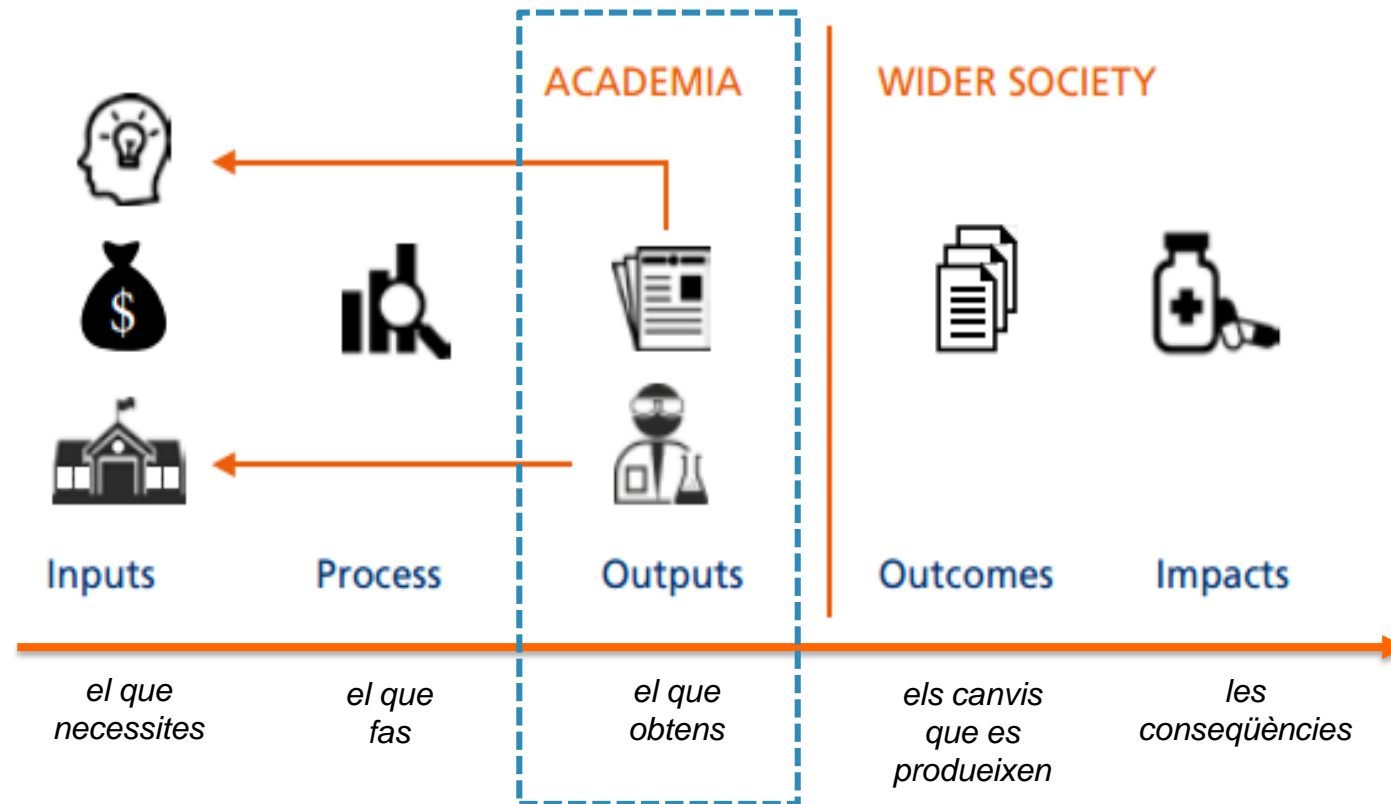 ACADEMIA
WIDER SOCIETY
$
Inputs
Process
Outputs
Outcomes
Impacts
el que
necessites
el que
fas
el que
obtens
els canvis
que es
produeixen
les
conseqüències